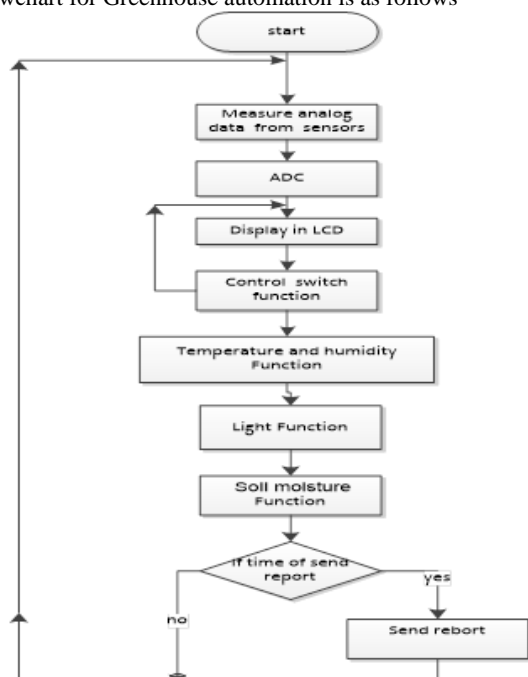 wchart for Greenhouse automation is as follows
start
Measure analog
data from sensors
ADC
Display in LCD
Control switch
function
Temperature and humidity
Function
Light Function
Soil moisture
Function
If time of send
report
yes
no
Send rebort